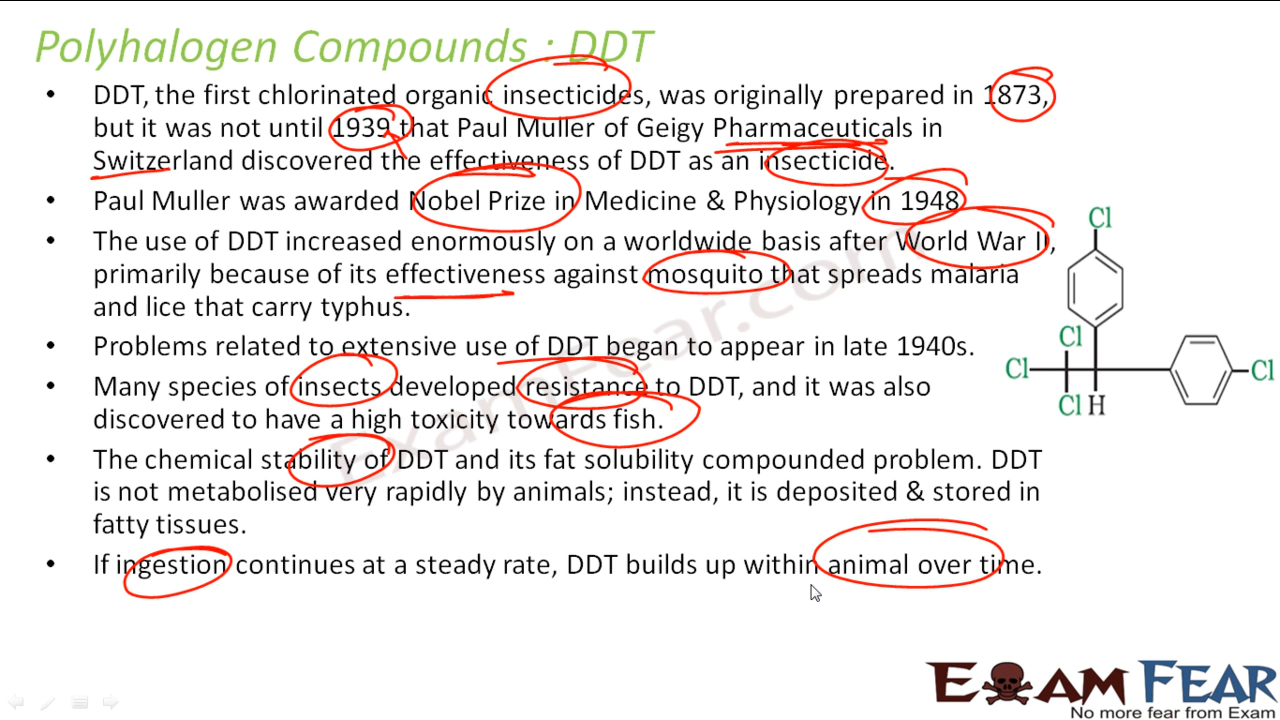 Polyhalogen Compounds : DDT
• DDT, the first chlorinated organic insecticides, was originally prepared in 1873,
but it was not until 1939 that Paul Muller of Geigy Pharmaceuticals in
Switzerland discovered the effectiveness of DDT as an insecticide.
• Paul Muller was awarded Nobel Prize in Medicine & Physiology in 1948
• The use of DDT increased enormously on a worldwide basis after World War II,
primarily because of its effectiveness against mosquito that spreads malaria
and lice that carry typhus.
• Problems related to extensive use of DDT began to appear in late 1940s.
• Many species of insects developed resistance to DDT, and it was also
discovered to have a high toxicity towards fish.
• The chemical stability of DDT and its fat solubility compounded problem. DDT
is not metabolised very rapidly by animals; instead, it is deposited & stored in
fatty tissues.
• If ingestion continues at a steady rate, DDT builds up within animal over time.
Cl
Cl
Cl
Cl
Cl H
ExamFear.com
EXAM FEAR
No more fear from Exam